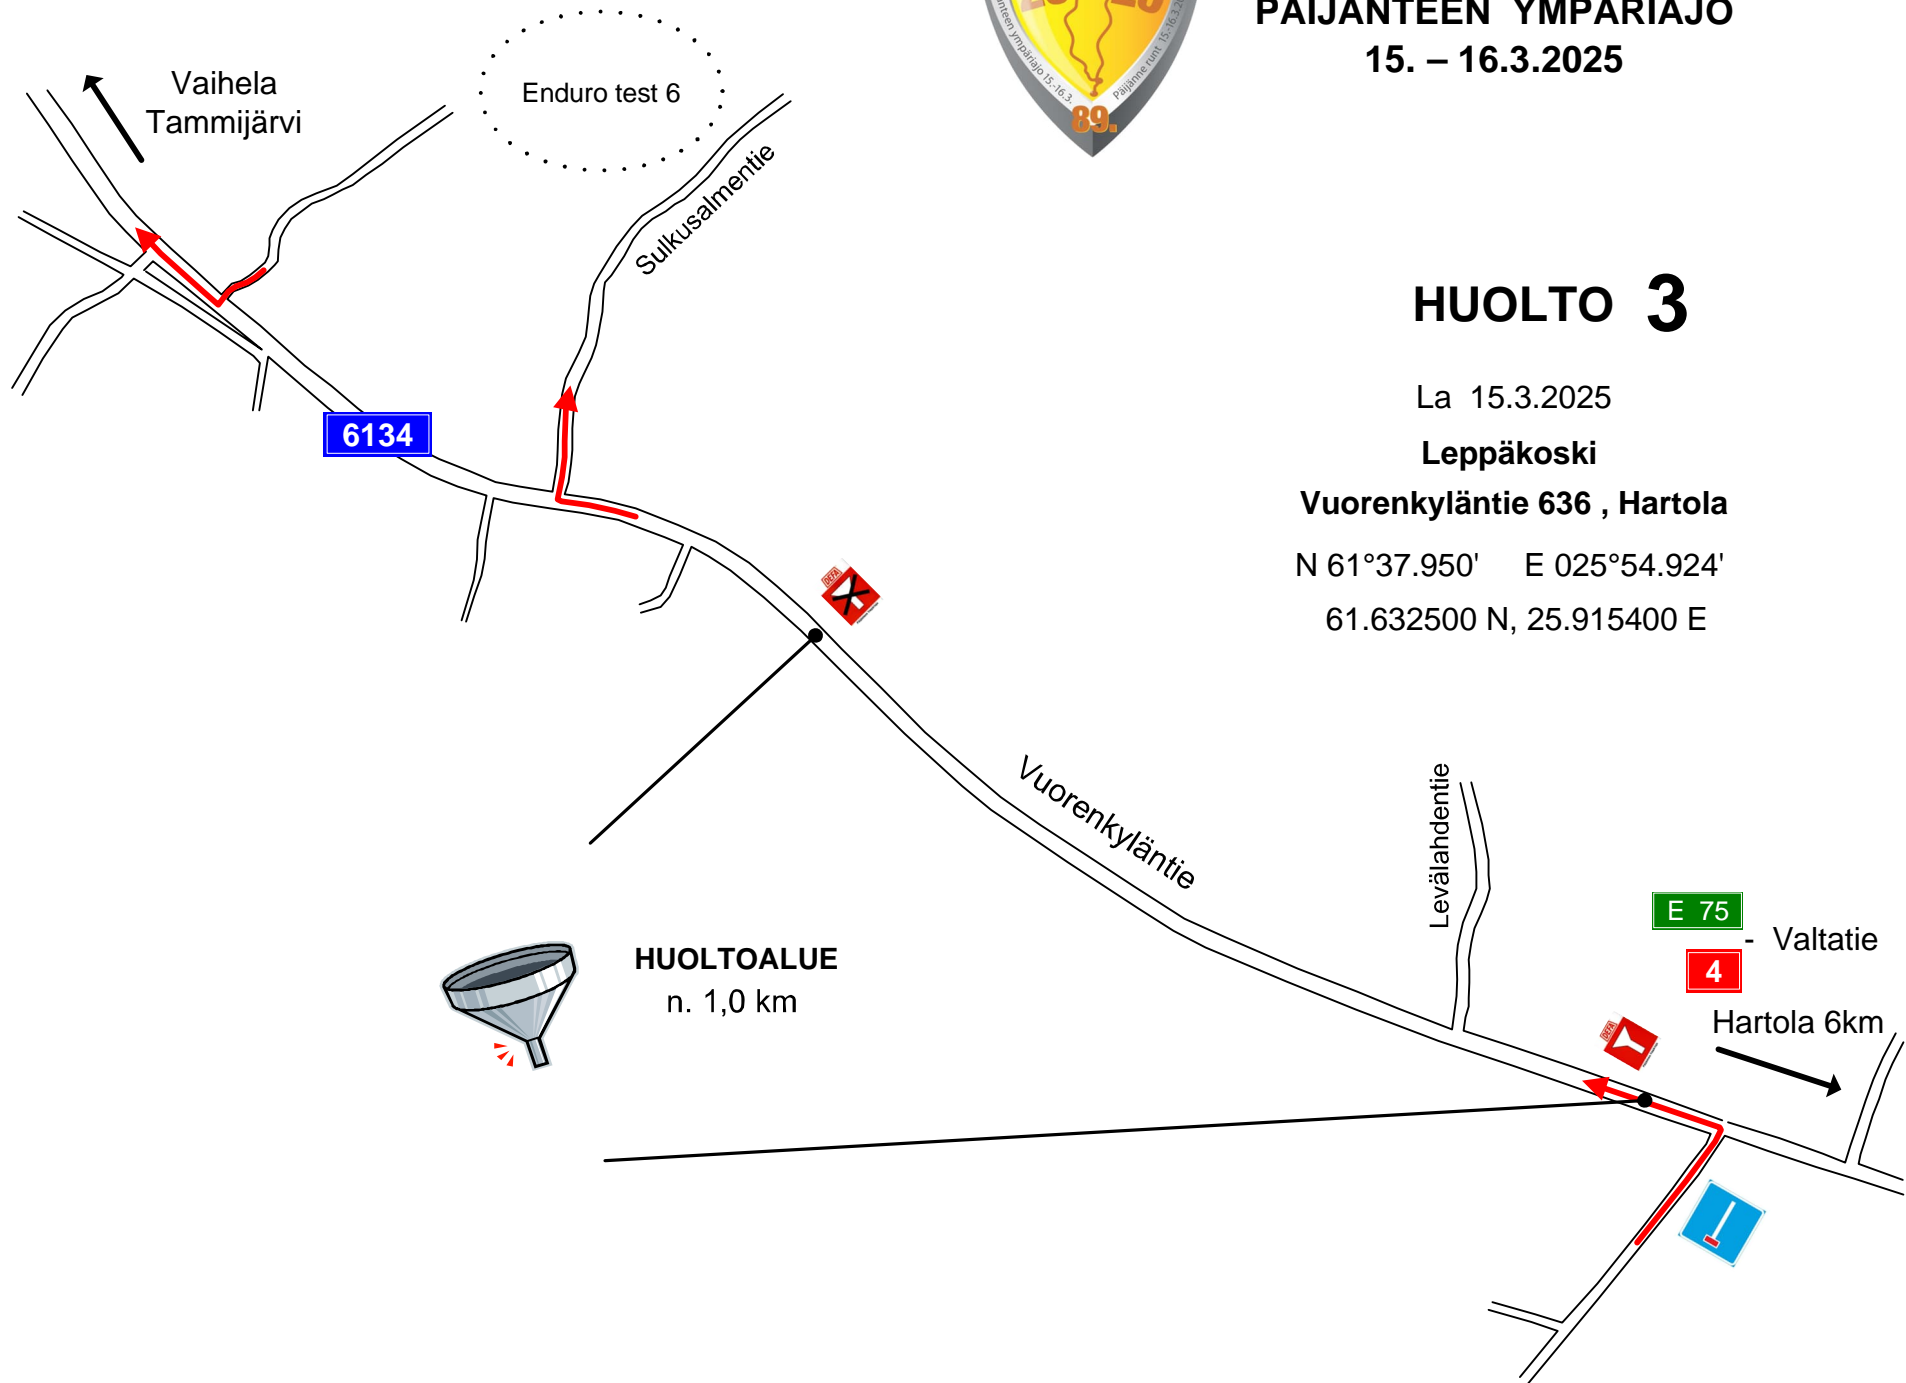 PÄIJÄNTEEN YMPÄRIAJO
15. – 16.3.2025
89.
Vaihela
Tammijärvi
Enduro test 6
Sulkusalmentie
HUOLTO 3
La 15.3.2025
Leppäkoski
Vuorenkyläntie 636 , Hartola
N 61°37.950' E 025°54.924'
61.632500 N, 25.915400 E
6134
DEFA
Vuorenkyläntie
Levälahdentie
E 75
- Valtatie
4
Hartola 6km
DEFA
HUOLTOALUE
n. 1,0 km